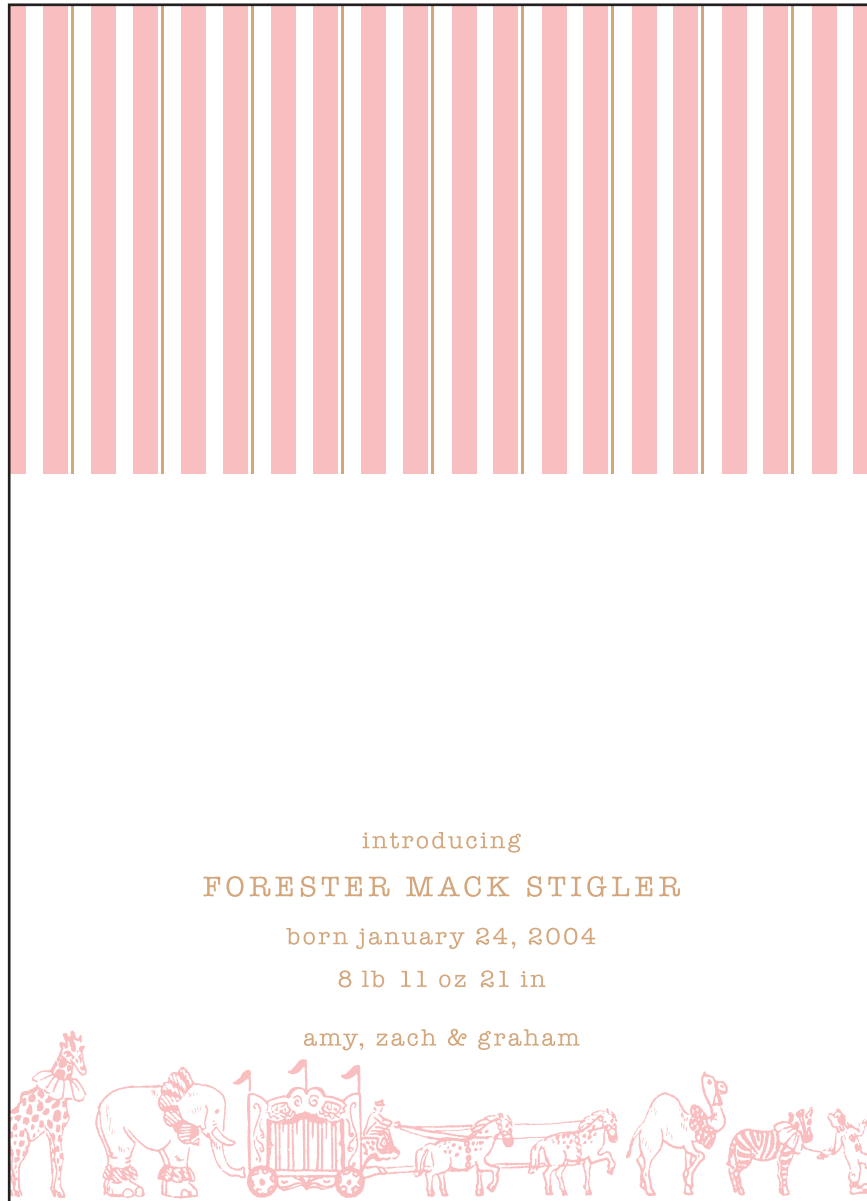 introducing
FORESTER MACK STIGLER
born january 24, 2004
8 lb 11 oz 21 in
amy, zach & graham